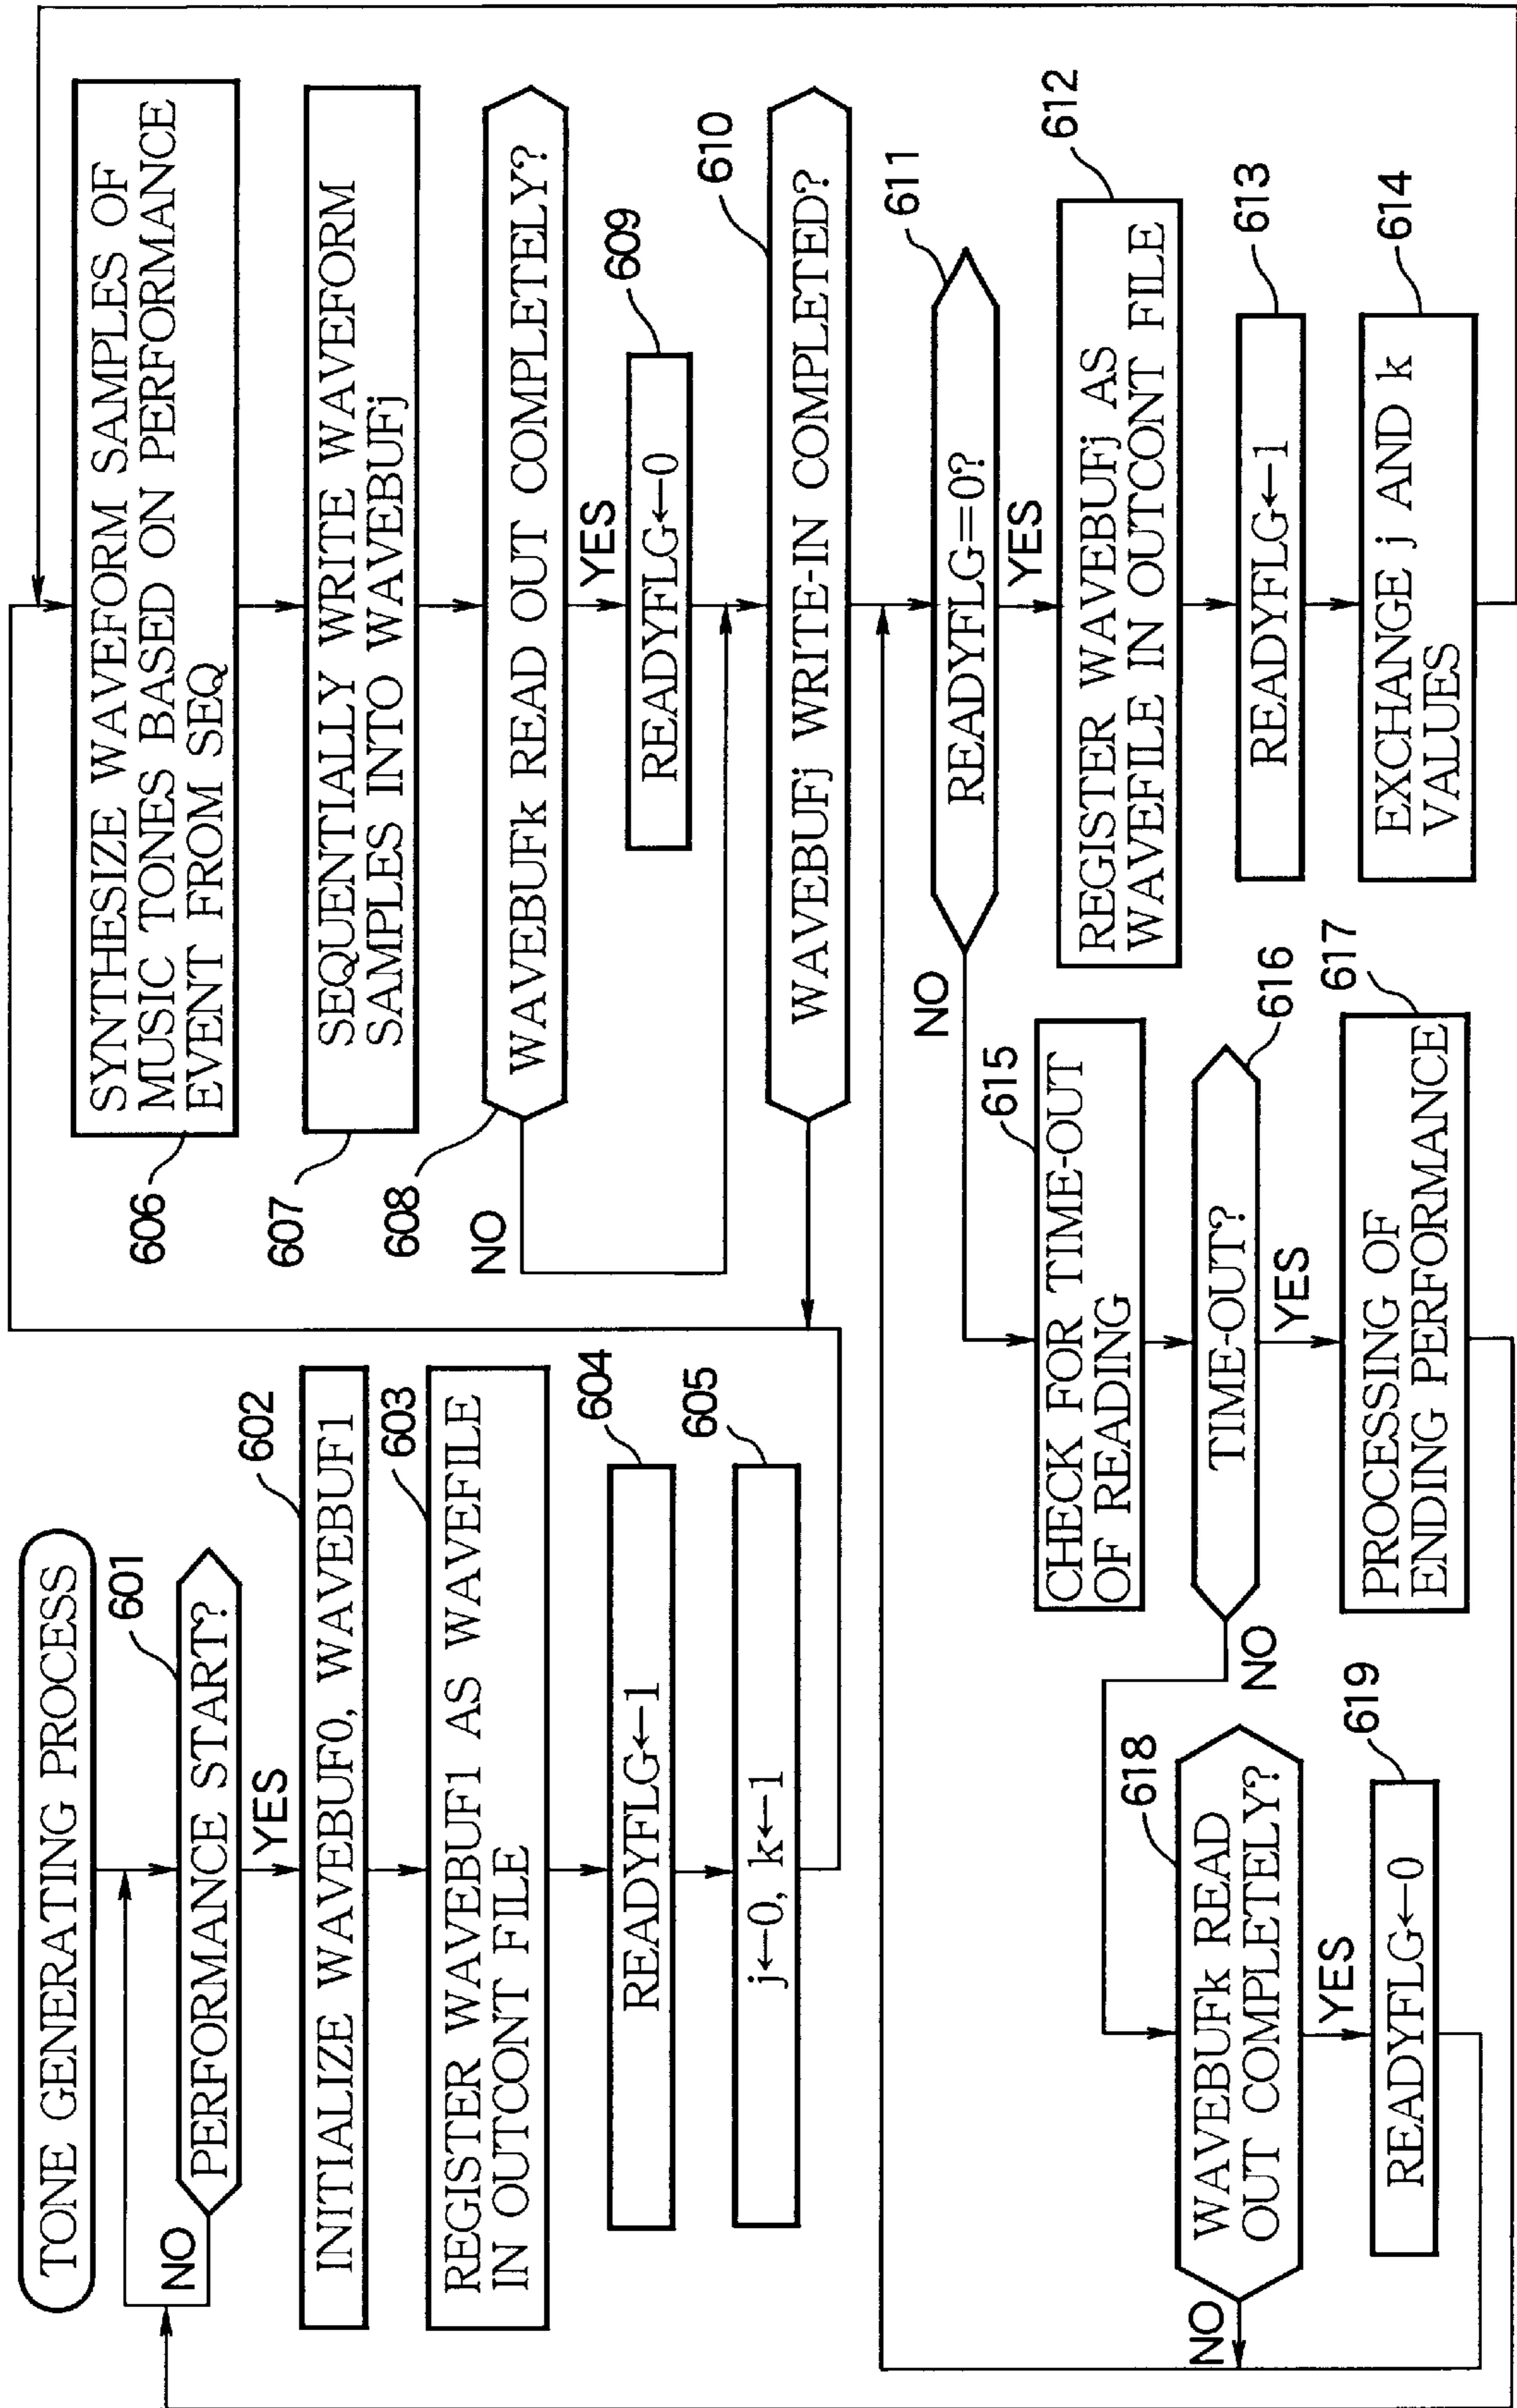 TONE GENERATING PROCESS
601
PERFORMANCE START?
NO
YES
602
INITIALIZE WAVEBUF0, WAVEBUF1
603
REGISTER WAVEBUF1 AS WAVEFILE
IN OUTCONT FILE
604
READYFLG←1
605
j←0, k←1
606
SYNTHESIZE WAVEFORM SAMPLES OF
MUSIC TONES BASED ON PERFORMANCE
EVENT FROM SEQ
607
SEQUENTIALLY WRITE WAVEFORM
SAMPLES INTO WAVEBUFj
608
WAVEBUFk READ OUT COMPLETELY?
NO
YES
609
READYFLG←0
610
WAVEBUFj WRITE-IN COMPLETED?
611
READYFLG=0?
NO
YES
612
REGISTER WAVEBUFj AS
WAVEFILE IN OUTCONT FILE
613
READYFLG←1
614
EXCHANGE j AND k
VALUES
615
CHECK FOR TIME-OUT
OF READING
616
TIME-OUT?
NO
YES
617
PROCESSING OF
ENDING PERFORMANCE
618
WAVEBUFk READ
OUT COMPLETELY?
NO
YES
619
READYFLG←0